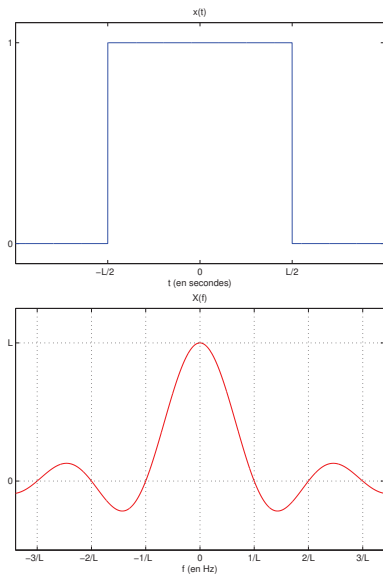 x(t)
1
0
−L/2 0 L/2
t (en secondes)
X(f)
L
0
−3/L −2/L −1/L 0 1/L 2/L 3/L
f (en Hz)